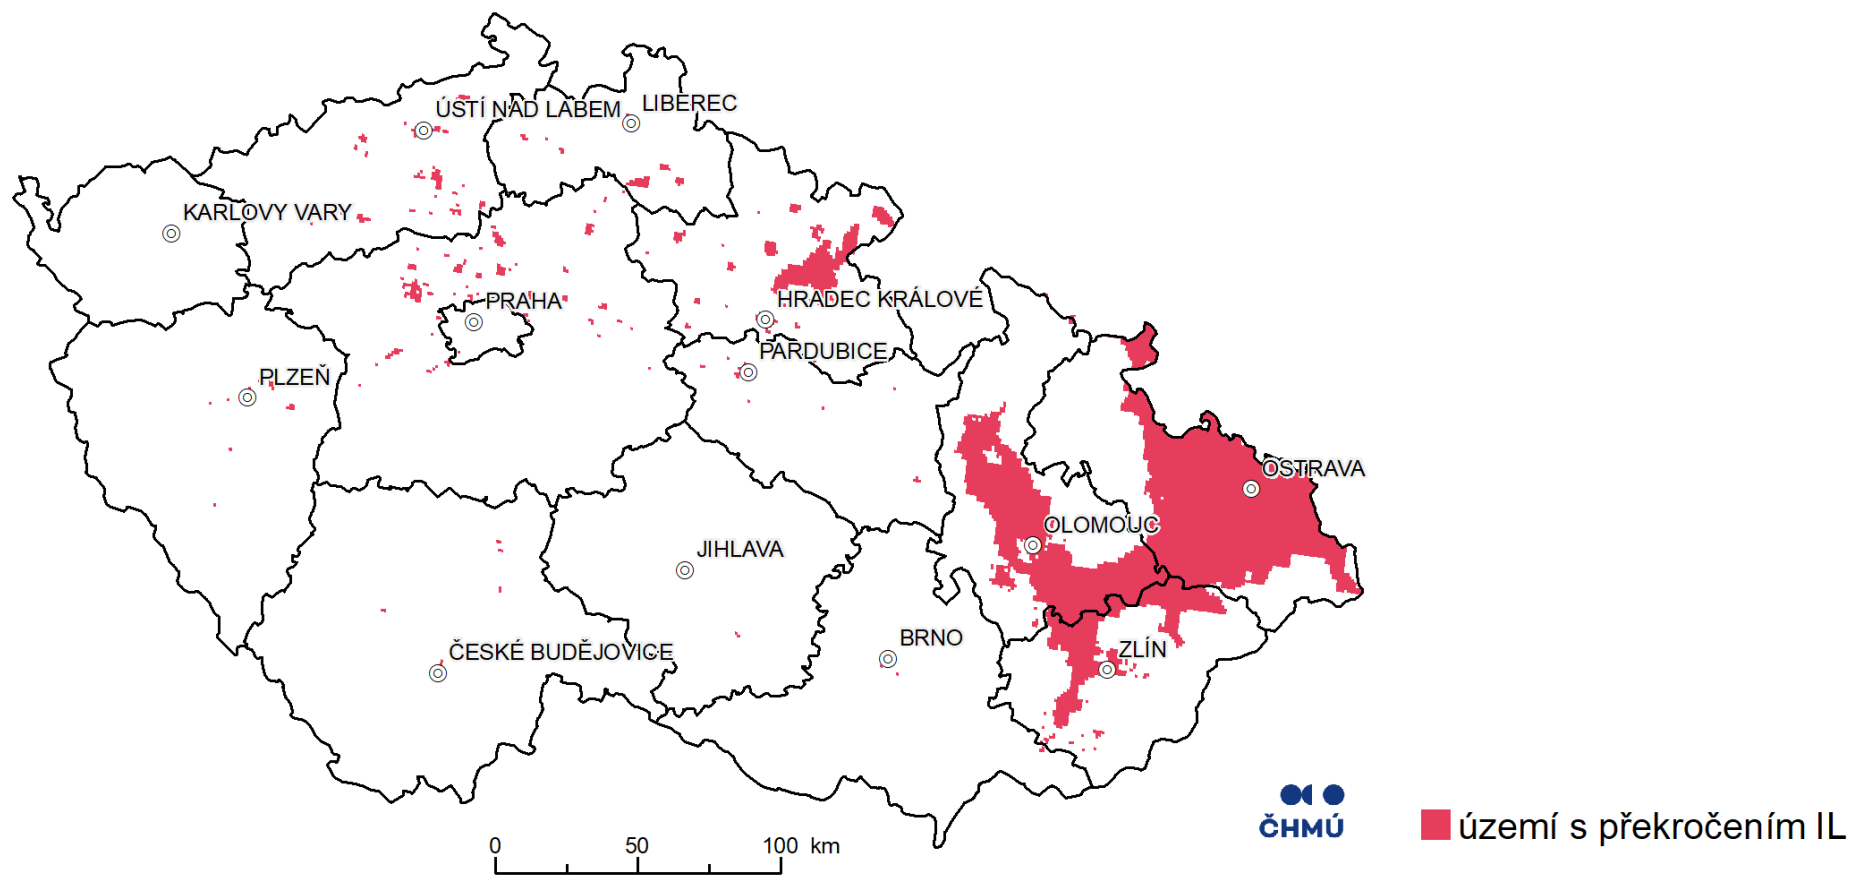 ÚSTÍ NAD LABEM
LIBEREC
KARLOVY VARY
PRAHA
HRADEC KRÁLOVÉ
PARDUBICE
PLZEŇ
OSTRAVA
OLOMOUC
JIHLAVA
BRNO
ZLÍN
ČESKÉ BUDĚJOVICE
ČHMÚ
území s překročením IL
0 50 100 km